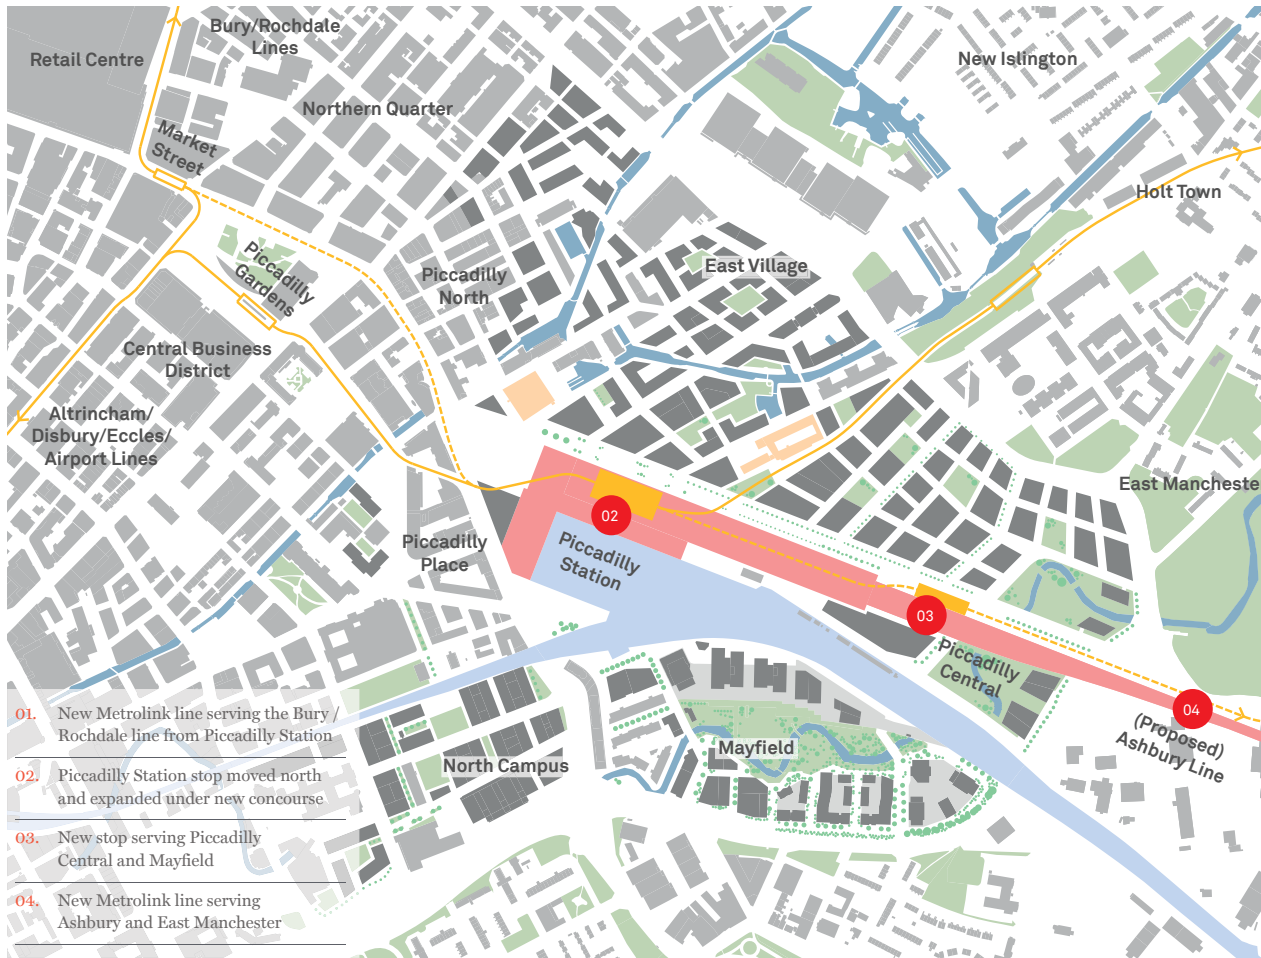 Bury/Rochdale
Lines
Retail Centre
New Islington
Northern Quarter
Market
Street
Holt Town
Piccadilly
Gardens
Piccadilly
North
East Village
Central Business
District
Altrincham/
Disbury/Eccles/
Airport Lines
East Mancheste
02
Piccadilly
Place
Piccadilly
Station
03
Piccadilly
Central
04
(Proposed)
Ashbury Line
Mayfield
North Campus
01. New Metrolink line serving the Bury /
Rochdale line from Piccadilly Station
02. Piccadilly Station stop moved north
and expanded under new concourse
03. New stop serving Piccadilly
Central and Mayfield
04. New Metrolink line serving
Ashbury and East Manchester